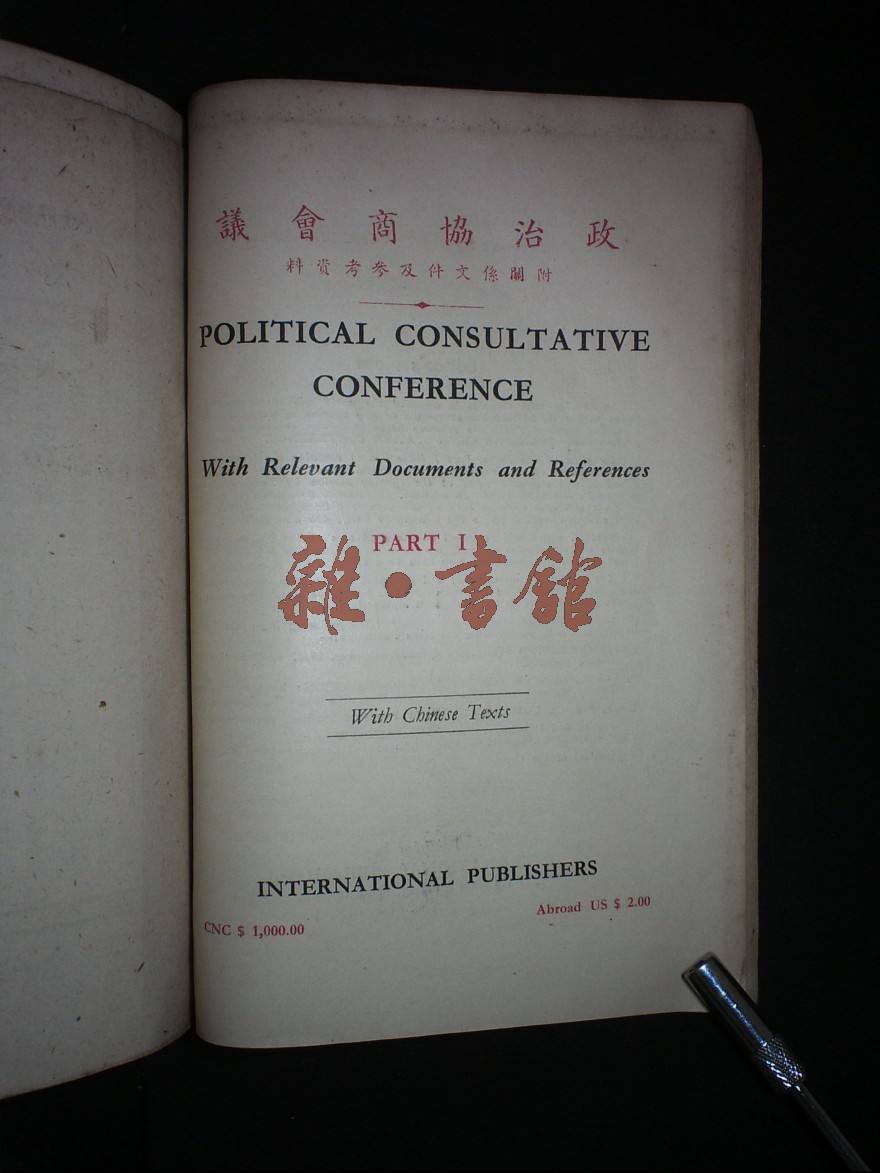 政治協商會議
附關係文件及參考資料
POLITICAL CONSULTATIVE
CONFERENCE
With Relevant Documents and References
PART I
雜·書館
With Chinese Texts
INTERNATIONAL PUBLISHERS
CNC $ 1,000.00
Abroad US $ 2.00